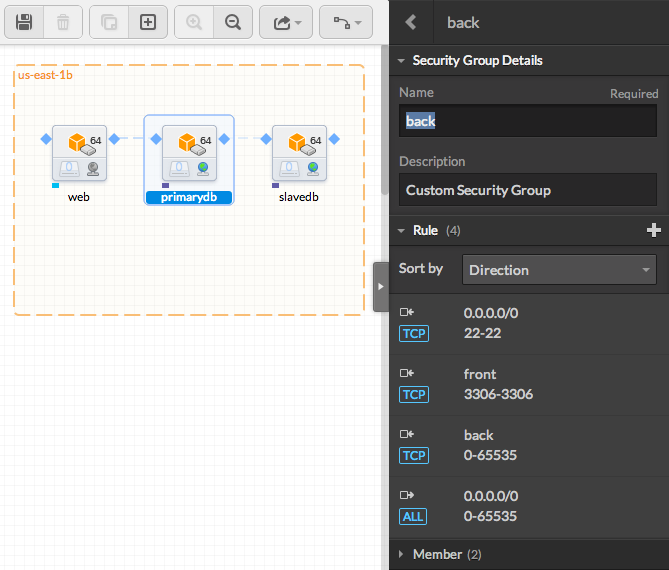 us-east-1b
64
64
64
web
primarydb
slavedb
back
Security Group Details
Name
Required
back
Description
Custom Security Group
Rule (4)
Sort by
Direction
0.0.0.0/0
TCP
22-22
front
TCP
3306-3306
back
TCP
0-65535
0.0.0.0/0
ALL
0-65535
Member (2)